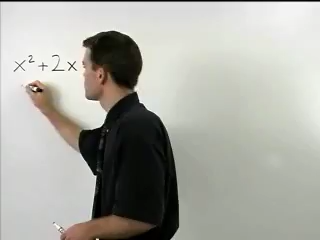 x² + 2x